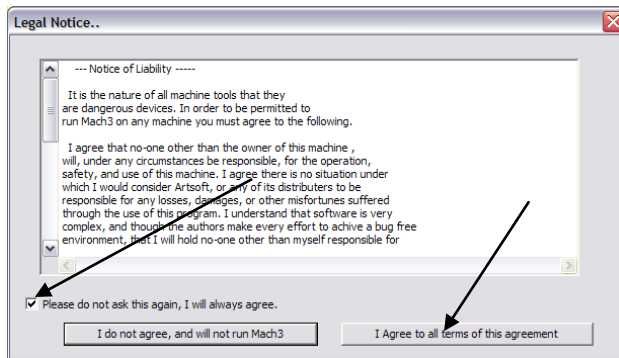 Legal Notice..
--- Notice of Liability -----
It is the nature of all machine tools that they
are dangerous devices. In order to be permitted to
run Mach3 on any machine you must agree to the following.
I agree that no-one other than the owner of this machine ,
will, under any circumstances be responsible, for the operation,
safety, and use of this machine. I agree there is no situation under
which I would consider Artsoft, or any of its distributers to be
responsible for any losses, damages, or other misfortunes suffered
through the use of this program. I understand that software is very
complex, and though the authors make every effort to achive a bug free
environment, that I will hold no-one other than myself responsible for
Please do not ask this again, I will always agree.
I do not agree, and will not run Mach3
I Agree to all terms of this agreement